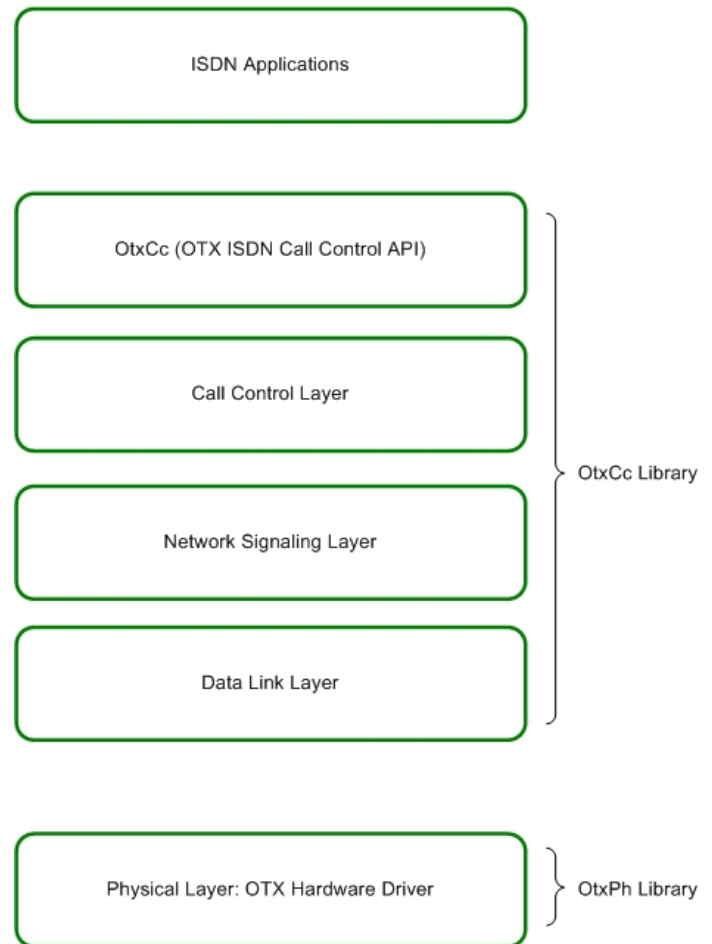 ISDN Applications
OtxCc (OTX ISDN Call Control API)
Call Control Layer
OtxCc Library
Network Signaling Layer
Data Link Layer
Physical Layer: OTX Hardware Driver
OtxPh Library